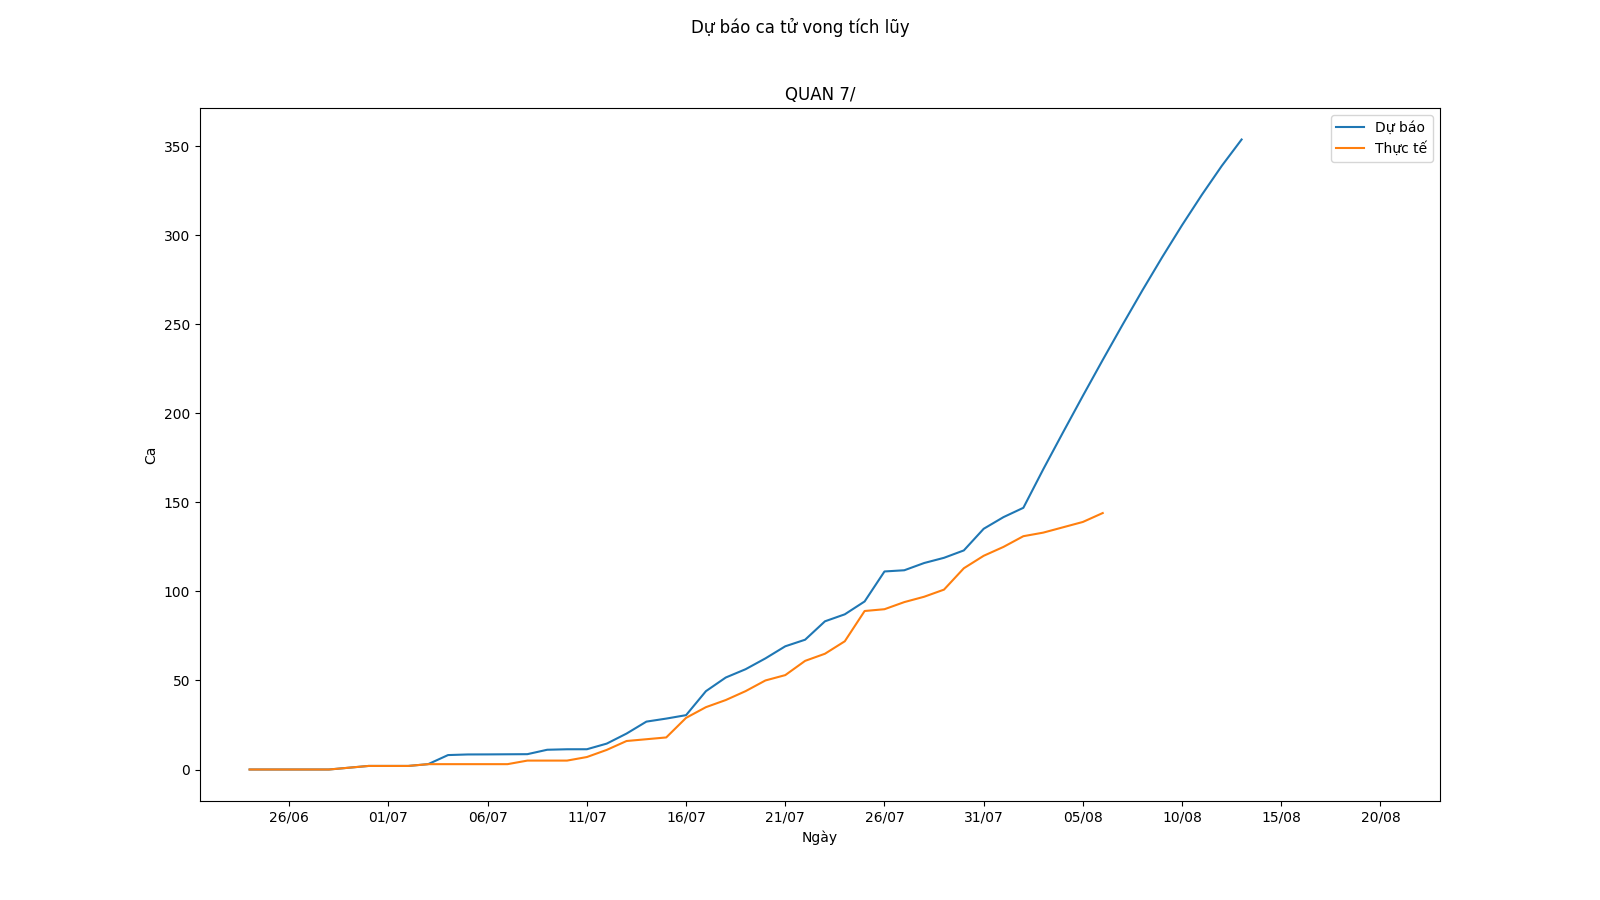 Dự báo ca tử vong tích lũy
QUAN 7/
Dự báo
Thực tế
350
300
250
200
150
100
50
0
Ca
26/06 01/07 06/07 11/07 16/07 21/07 26/07 31/07 05/08 10/08 15/08 20/08
Ngày